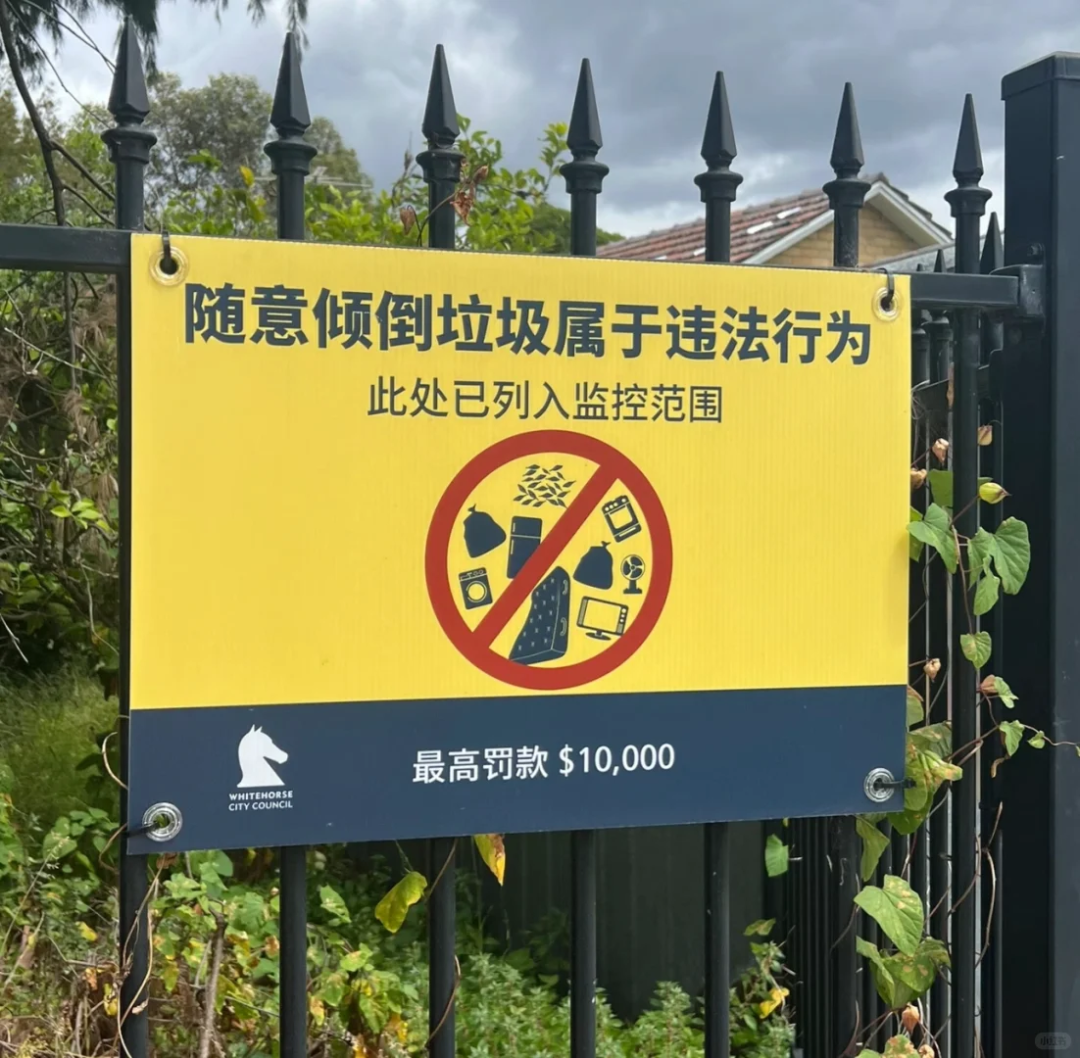 随意倾倒垃圾属于违法行为
此处已列入监控范围
WHITEHORSE
CITY COUNCIL
最高罚款 $10,000